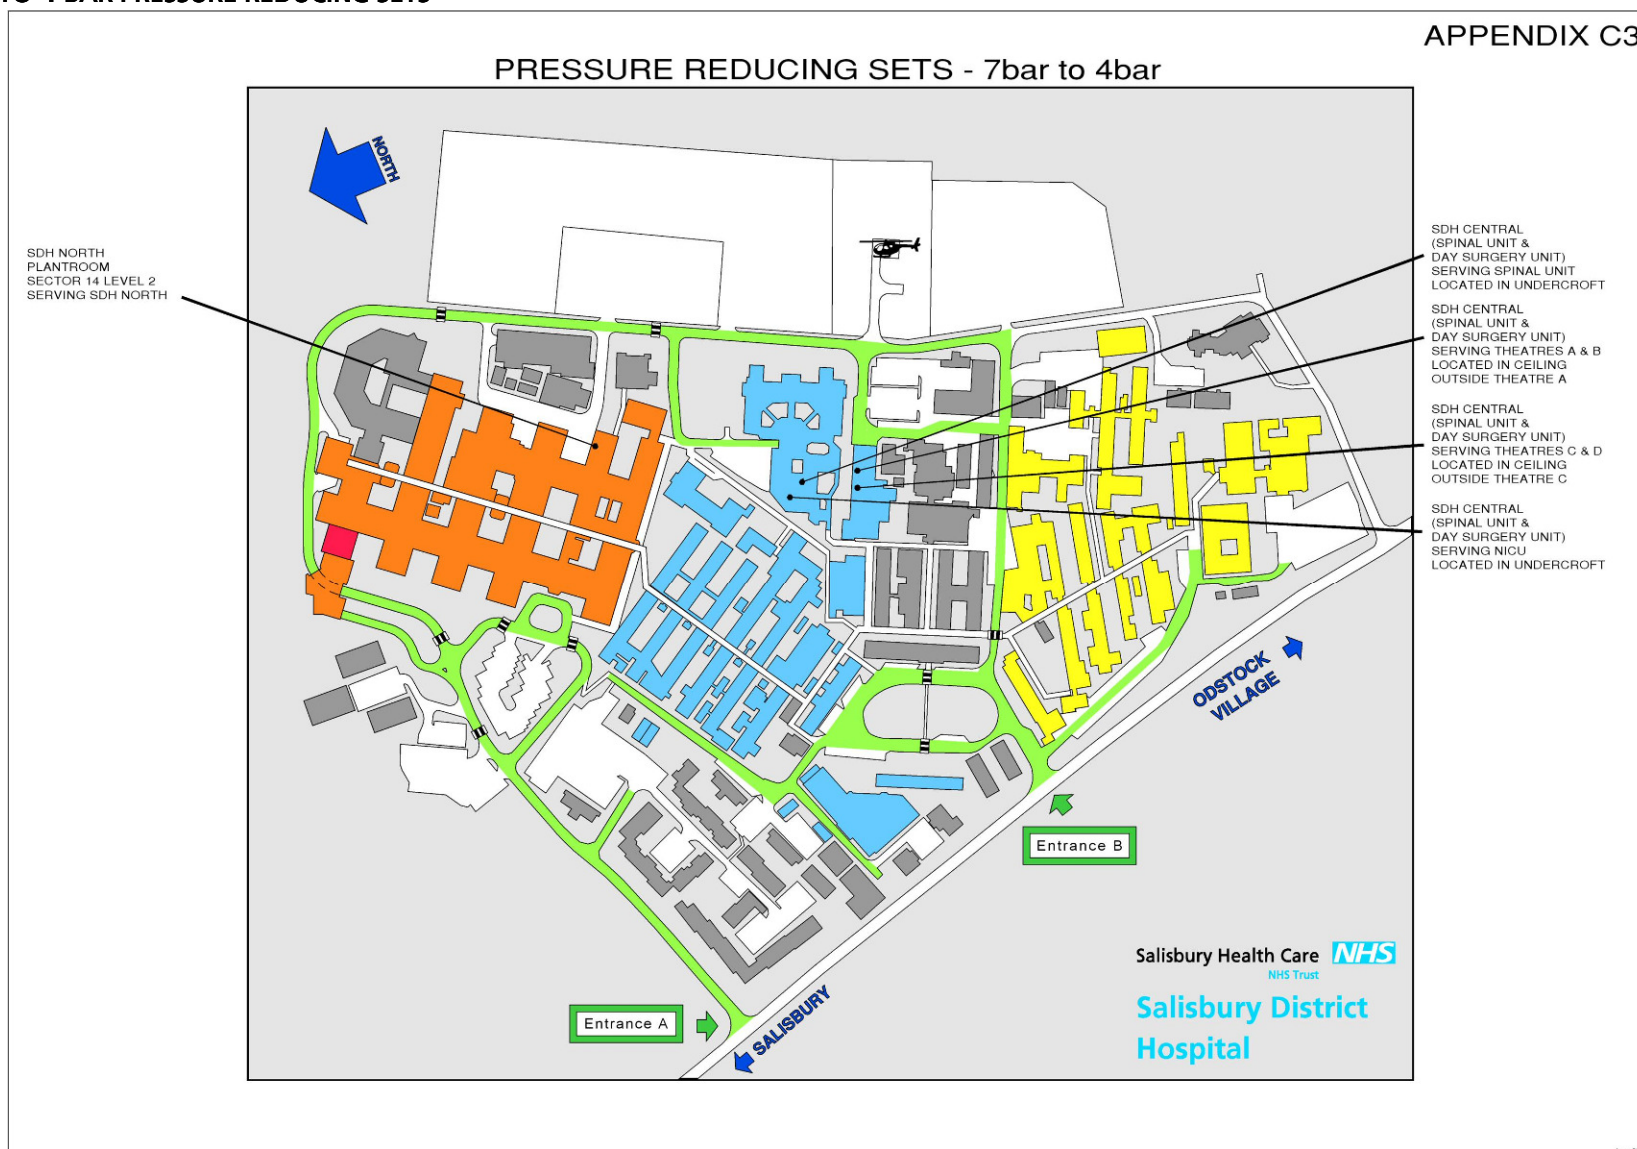 APPENDIX C3
PRESSURE REDUCING SETS - 7bar to 4bar
NORTH
SDH NORTH
PLANTROOM
SECTOR 14 LEVEL 2
SERVING SDH NORTH
SDH CENTRAL
(SPINAL UNIT &
DAY SURGERY UNIT)
SERVING SPINAL UNIT
LOCATED IN UNDERCROFT
SDH CENTRAL
(SPINAL UNIT &
DAY SURGERY UNIT)
SERVING THEATRES A & B
LOCATED IN CEILING
OUTSIDE THEATRE A
SDH CENTRAL
(SPINAL UNIT &
DAY SURGERY UNIT)
SERVING THEATRES C & D
LOCATED IN CEILING
OUTSIDE THEATRE C
SDH CENTRAL
(SPINAL UNIT &
DAY SURGERY UNIT)
SERVING NICU
LOCATED IN UNDERCROFT
ODSTOCK
VILLAGE
Entrance B
Salisbury Health Care NHS
NHS Trust
Salisbury District
Hospital
Entrance A
SALISBURY